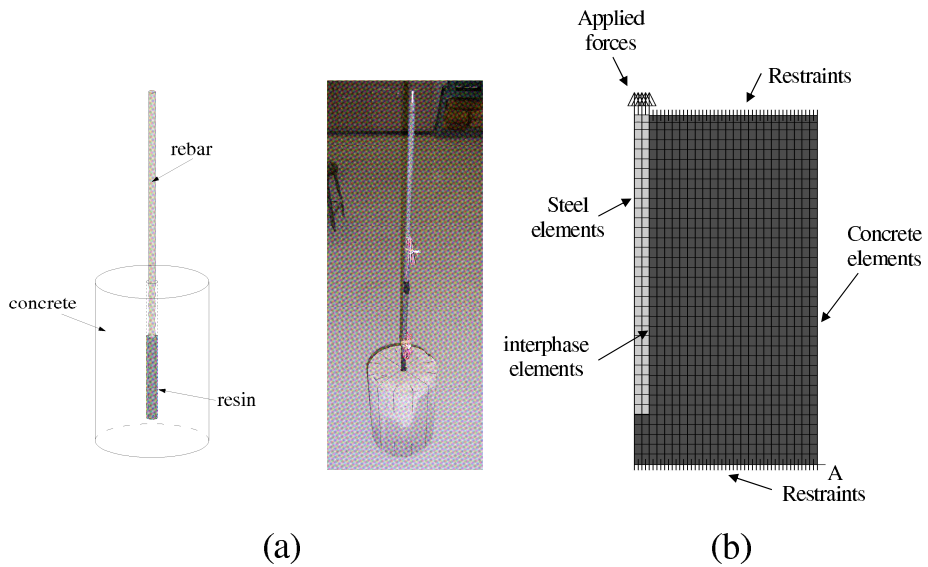 rebar
concrete
resin
(a)
Applied
forces
Restraints
Steel
elements
Concrete
elements
interphase
elements
A
Restraints
(b)